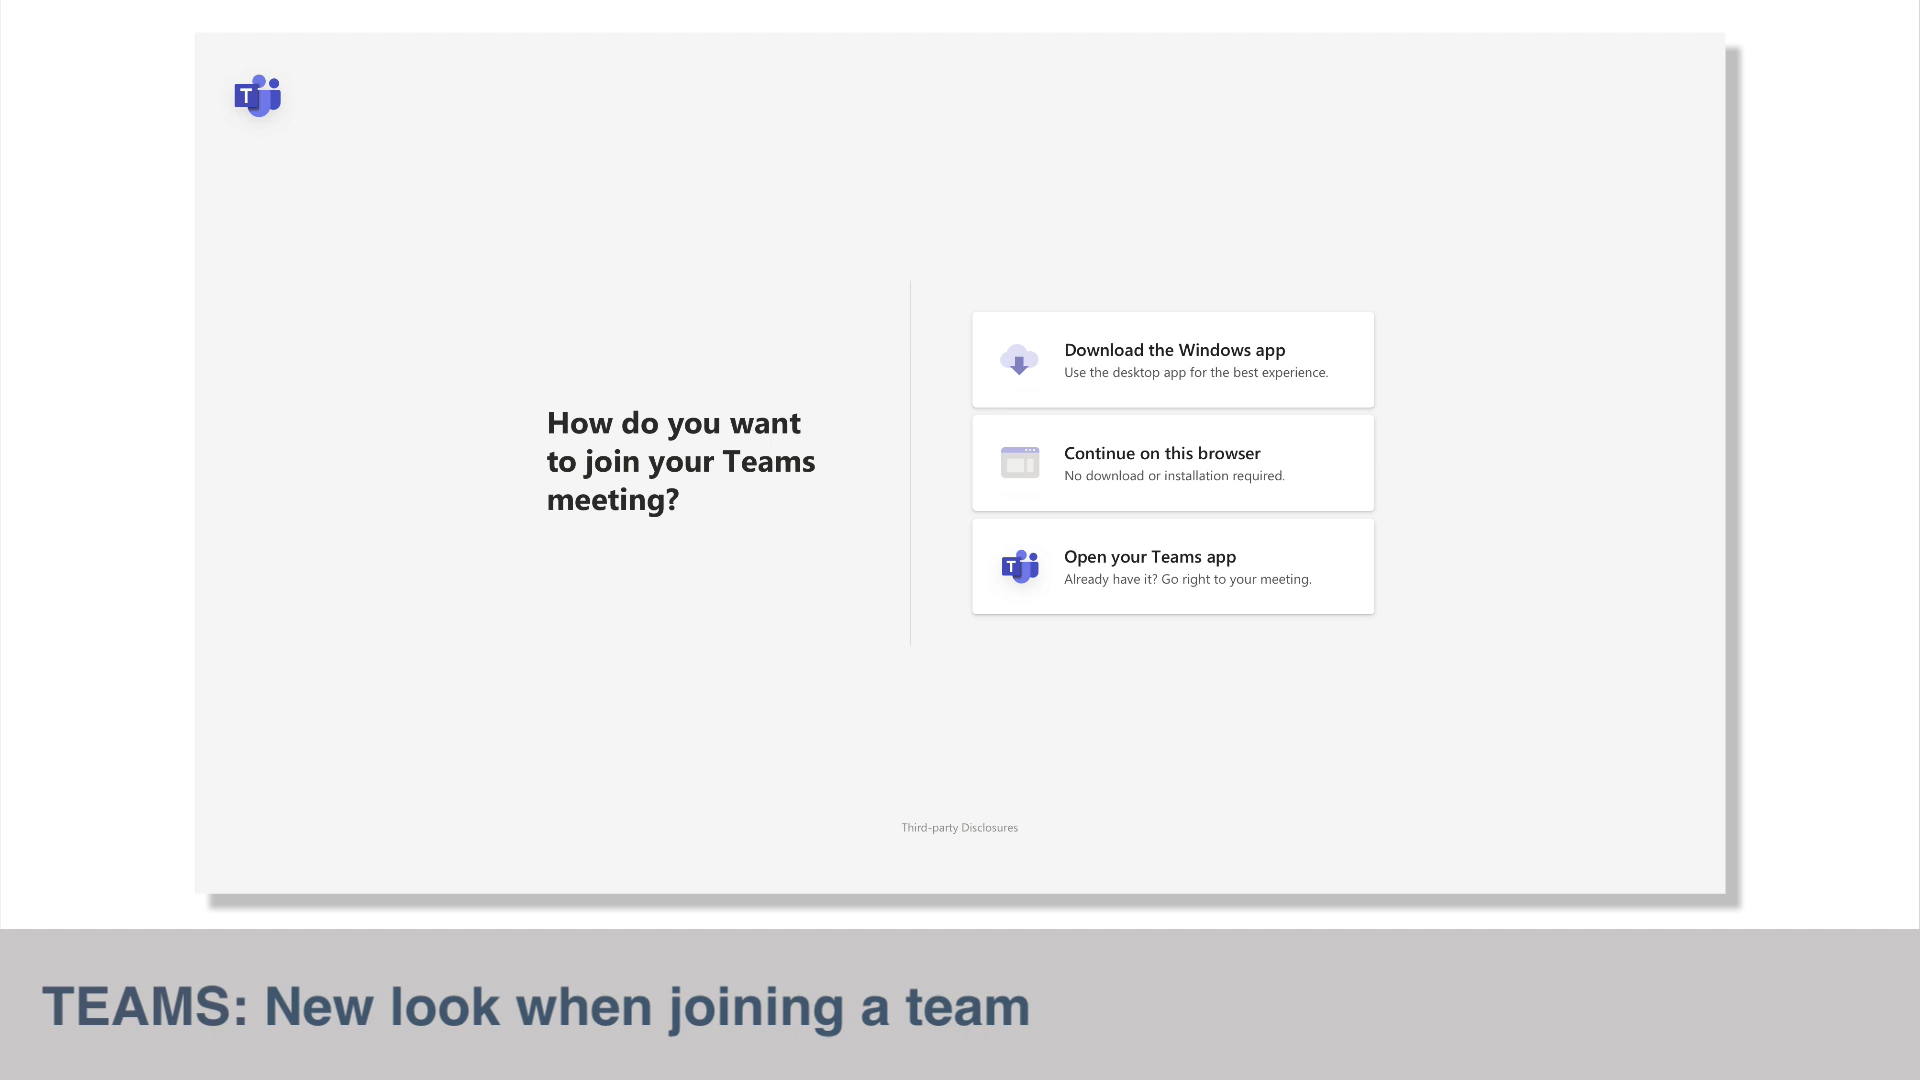 T
How do you want
to join your Teams
meeting?
Download the Windows app
Use the desktop app for the best experience.
Continue on this browser
No download or installation required.
T
Open your Teams app
Already have it? Go right to your meeting.
Third-party Disclosures
TEAMS: New look when joining a team